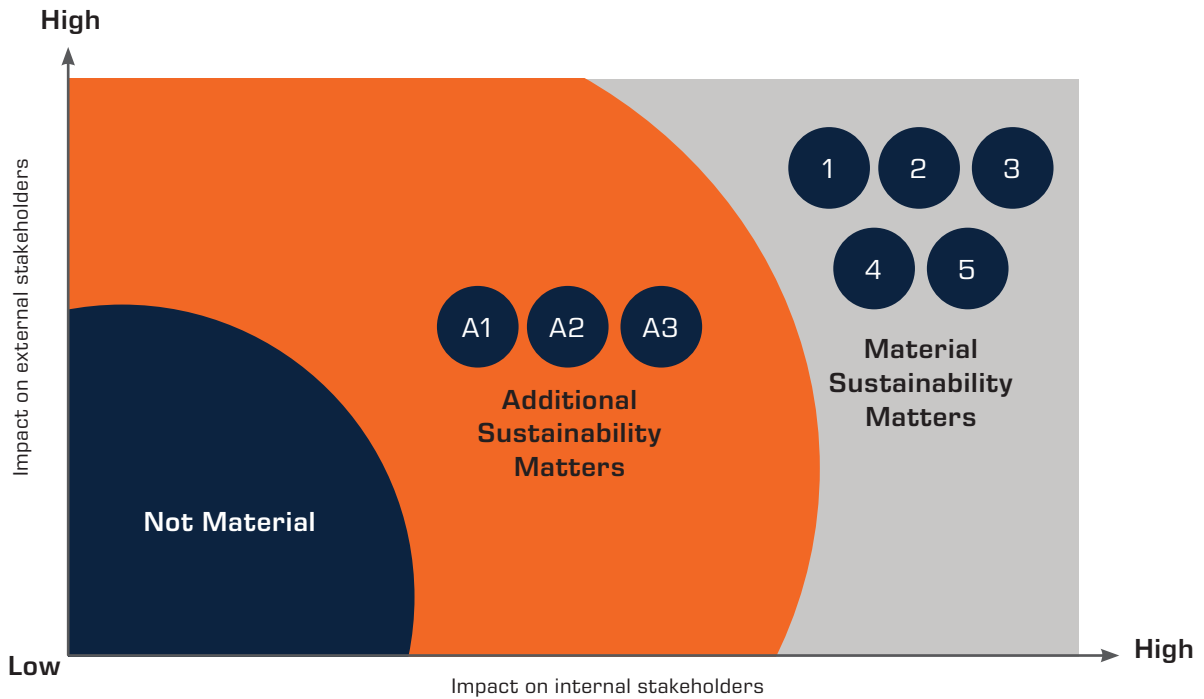 High
Impact on external stakeholders
1 2 3
4 5
Material
Sustainability
Matters
A1 A2 A3
Additional
Sustainability
Matters
Not Material
Low
High
Impact on internal stakeholders